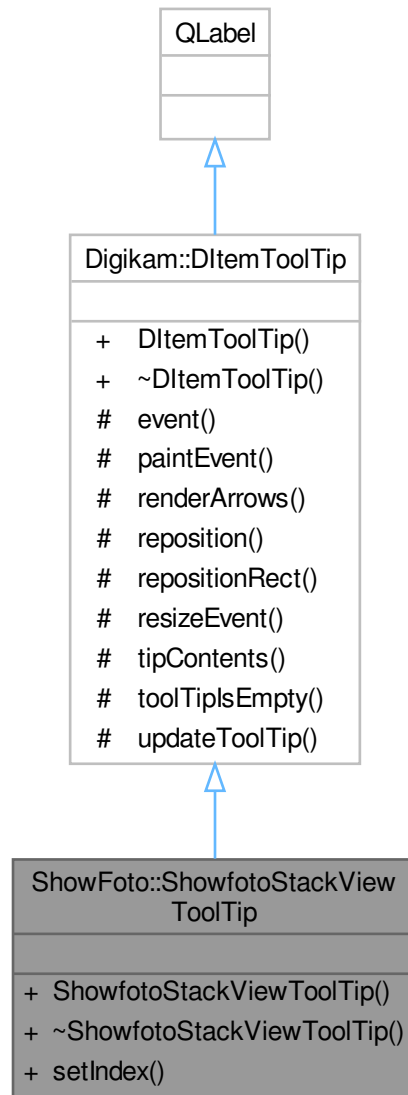 QLabel
Digikam::DItemToolTip
+ DItemToolTip()
+ ~DItemToolTip()
# event()
# paintEvent()
# renderArrows()
# reposition()
# repositionRect()
# resizeEvent()
# tipContents()
# toolTipIsEmpty()
# updateToolTip()
ShowFoto::ShowfotoStackView
ToolTip
+ ShowfotoStackViewToolTip()
+ ~ShowfotoStackViewToolTip()
+ setIndex()